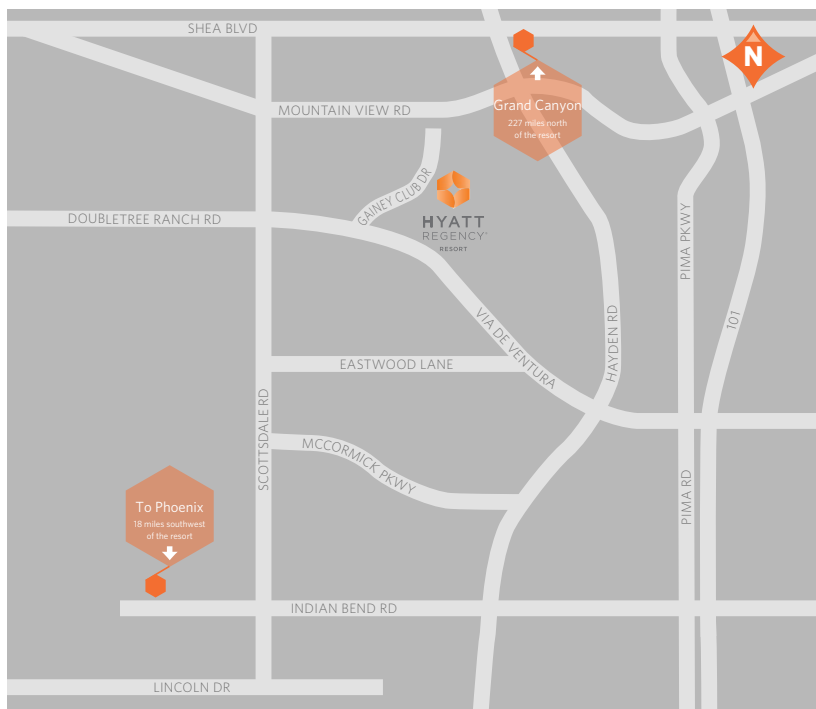 SHEA BLVD
N
Grand Canyon
227 miles north
of the resort
MOUNTAIN VIEW RD
GAINEY CLUB DR
HYATT
REGENCY
RESORT
DOUBLETREE RANCH RD
PIMA PKWY
101
VIA DE VENTURA
HAYDEN RD
EASTWOOD LANE
SCOTTSDALE RD
MCCORMICK PKWY
PIMA RD
To Phoenix
18 miles southwest
of the resort
INDIAN BEND RD
LINCOLN DR